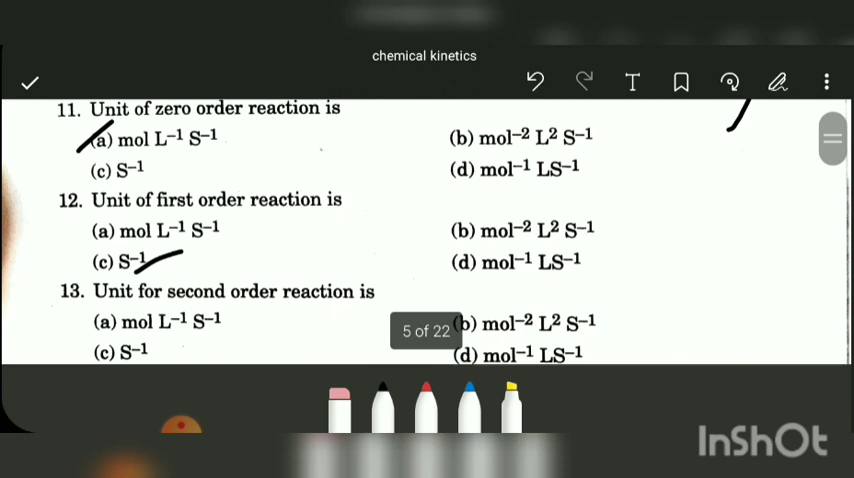 chemical kinetics
T
11. Unit of zero order reaction is
(a) mol L⁻¹ S⁻¹ (b) mol⁻² L² S⁻¹
(c) S⁻¹ (d) mol⁻¹ LS⁻¹
12. Unit of first order reaction is
(a) mol L⁻¹ S⁻¹ (b) mol⁻² L² S⁻¹
(c) S⁻¹ (d) mol⁻¹ LS⁻¹
13. Unit for second order reaction is
(a) mol L⁻¹ S⁻¹ (b) mol⁻² L² S⁻¹
5 of 22
(c) S⁻¹ (d) mol⁻¹ LS⁻¹
InShOt